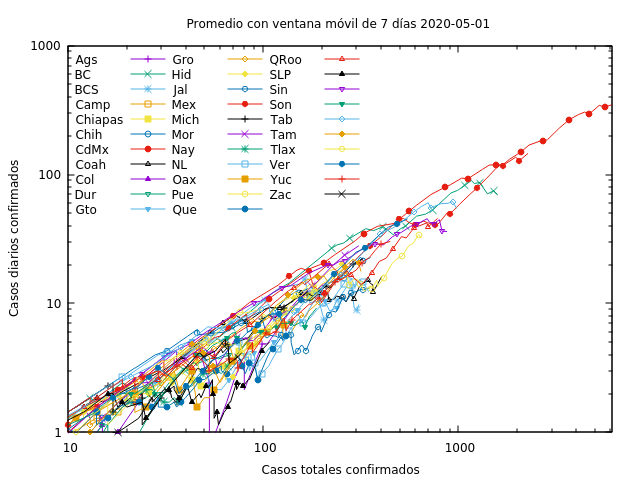 Promedio con ventana móvil de 7 días 2020-05-01
Casos diarios confirmados
1000
100
10
1
Ags Gro QRoo
BC Hid SLP
BCS Jal Sin
Camp Mex Son
Chiapas Mich Tab
Chih Mor Tam
CdMx Nay Tlax
Coah NL Ver
Col Oax Yuc
Dur Pue Zac
Gto Que
10 100 1000
Casos totales confirmados